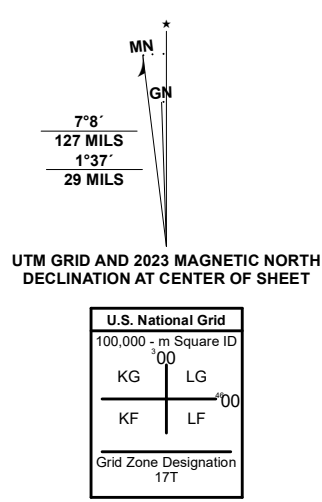 ★
MN
GN
7°8´
127 MILS
1°37´
29 MILS
UTM GRID AND 2023 MAGNETIC NORTH
DECLINATION AT CENTER OF SHEET
U.S. National Grid
100,000 - m Square ID
³00
KG LG
⁴⁶00
KF LF
Grid Zone Designation
17T